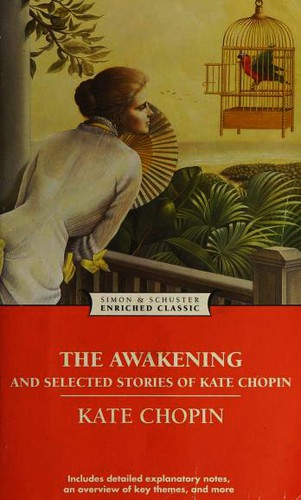 SIMON & SCHUSTER
ENRICHED CLASSIC
THE AWAKENING
AND SELECTED STORIES OF KATE CHOPIN
KATE CHOPIN
Includes detailed explanatory notes,
an overview of key themes, and more